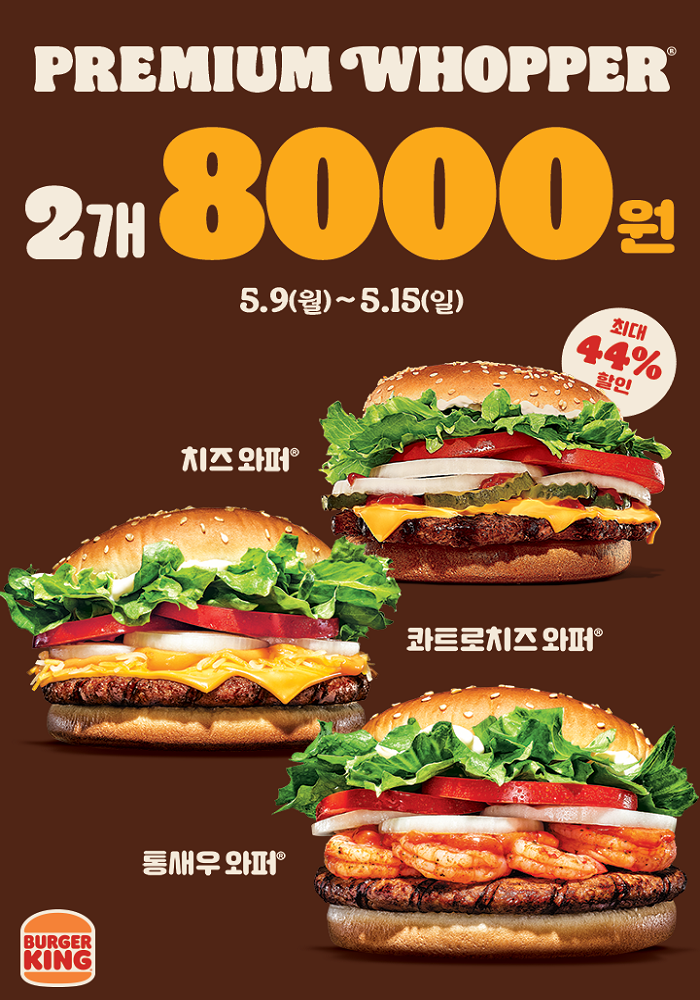 PREMIUM WHOPPER®
2개 8000원
5.9(월) ~ 5.15(일)
최대
44%
할인
치즈 와퍼®
콰트로치즈 와퍼®
통새우 와퍼®
BURGER
KING